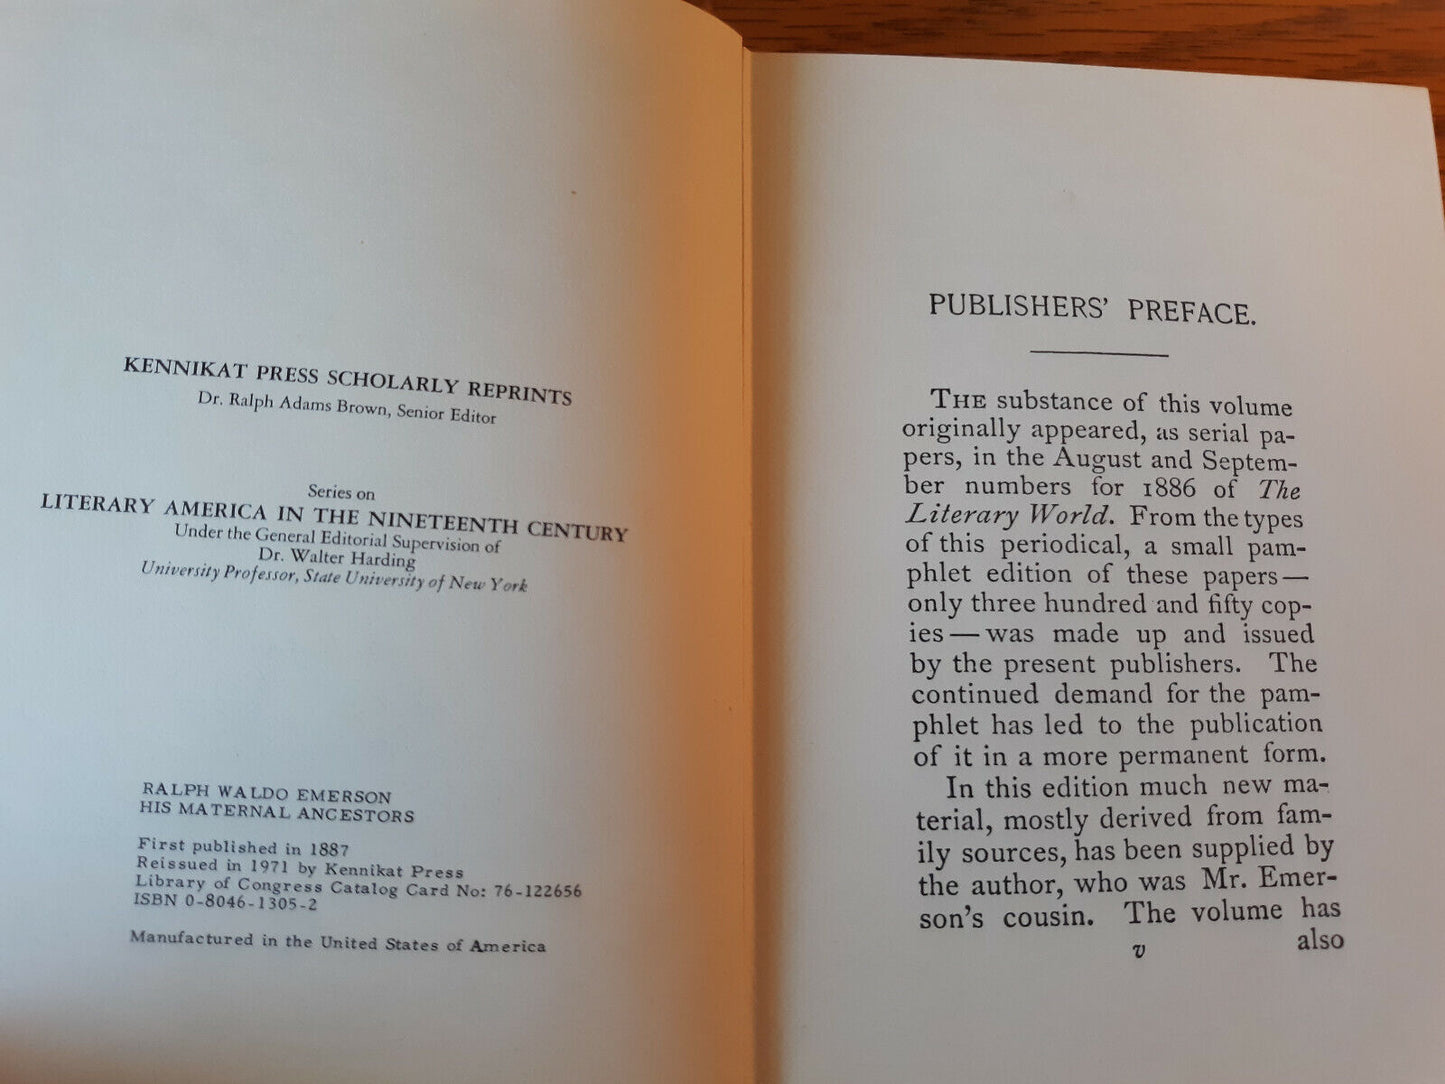 KENNIKAT PRESS SCHOLARLY REPRINTS
Dr. Ralph Adams Brown, Senior Editor
Series on
LITERARY AMERICA IN THE NINETEENTH CENTURY
Under the General Editorial Supervision of
Dr. Walter Harding
University Professor, State University of New York
RALPH WALDO EMERSON
HIS MATERNAL ANCESTORS
First published in 1887
Reissued in 1971 by Kennikat Press
Library of Congress Catalog Card No: 76-122656
ISBN 0-8046-1305-2
Manufactured in the United States of America
PUBLISHERS' PREFACE.
THE substance of this volume
originally appeared, as serial pa-
pers, in the August and Septem-
ber numbers for 1886 of The
Literary World. From the types
of this periodical, a small pam-
phlet edition of these papers—
only three hundred and fifty cop-
ies — was made up and issued
by the present publishers. The
continued demand for the pam-
phlet has led to the publication
of it in a more permanent form.
In this edition much new ma-
terial, mostly derived from fam-
ily sources, has been supplied by
the author, who was Mr. Emer-
son's cousin. The volume has
also
v